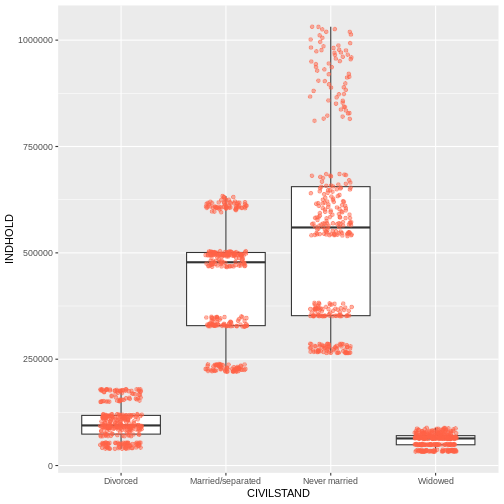 1000000
750000
500000
250000
0
INDHOLD
Divorced
Married/separated
Never married
Widowed
CIVILSTAND